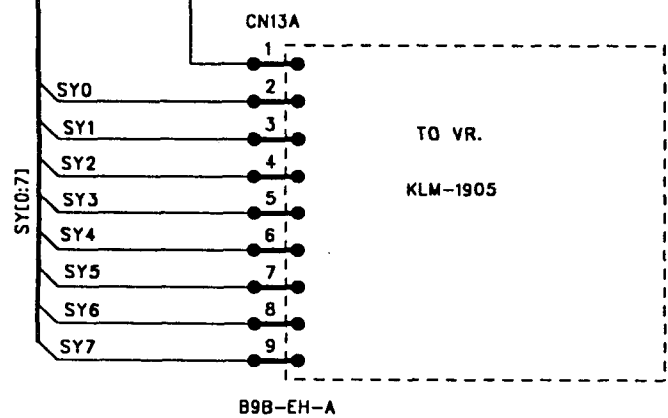 CN13A
1
SY0 2
SY1 3
TO VR.
SY2 4
KLM-1905
SY3 5
SY[0:7]
SY4 6
SY5 7
SY6 8
SY7 9
B9B-EH-A